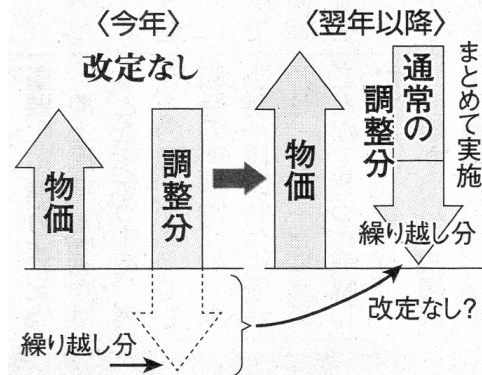 〈今年〉
改定なし
物価
調整分
繰り越し分
〈翌年以降〉
物価
通常の
調整分
まとめて実施
繰り越し分
改定なし?